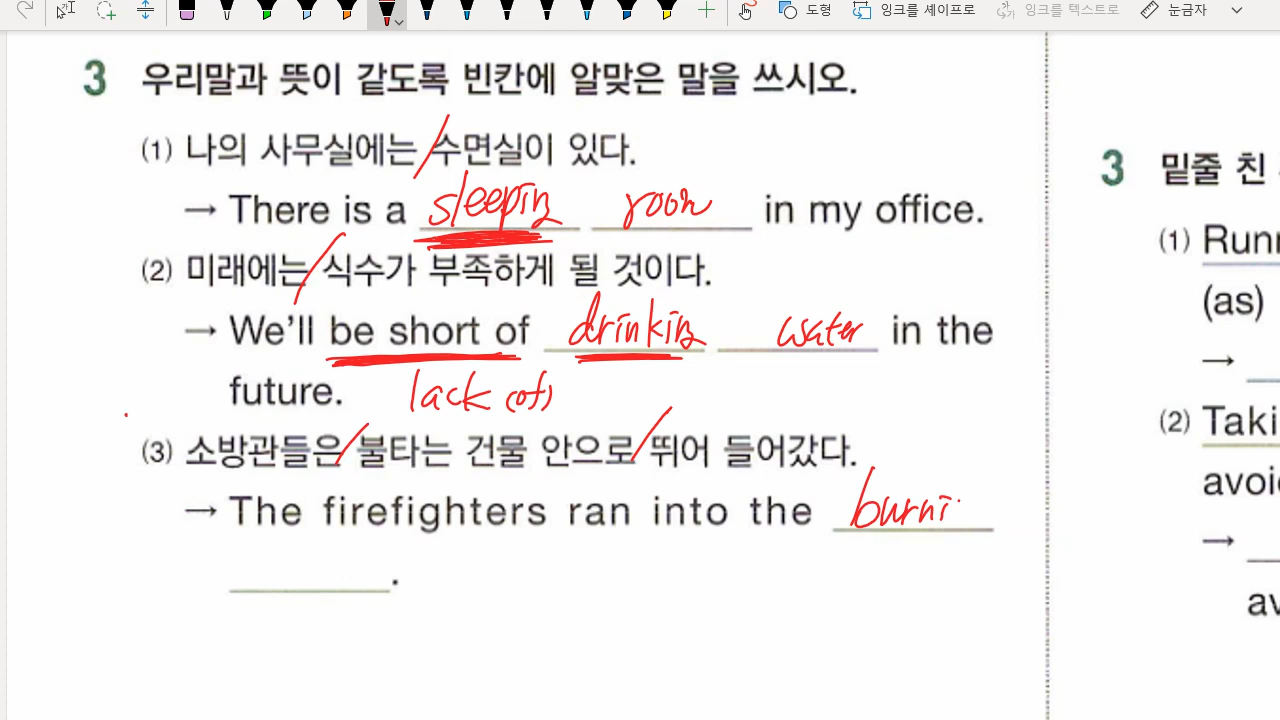 도형 잉크를 셰이프로 잉크를 텍스트로 눈금자
3 우리말과 뜻이 같도록 빈칸에 알맞은 말을 쓰시오.
(1) 나의 사무실에는 수면실이 있다.
→ There is a sleeping room in my office.
(2) 미래에는 식수가 부족하게 될 것이다.
→ We'll be short of drinking water in the
future. lack (of)
(3) 소방관들은 불타는 건물 안으로 뛰어 들어갔다.
→ The firefighters ran into the burni
.
3 밑줄 친
(1) Run
(as)
→
(2) Taki
avoid
→
av